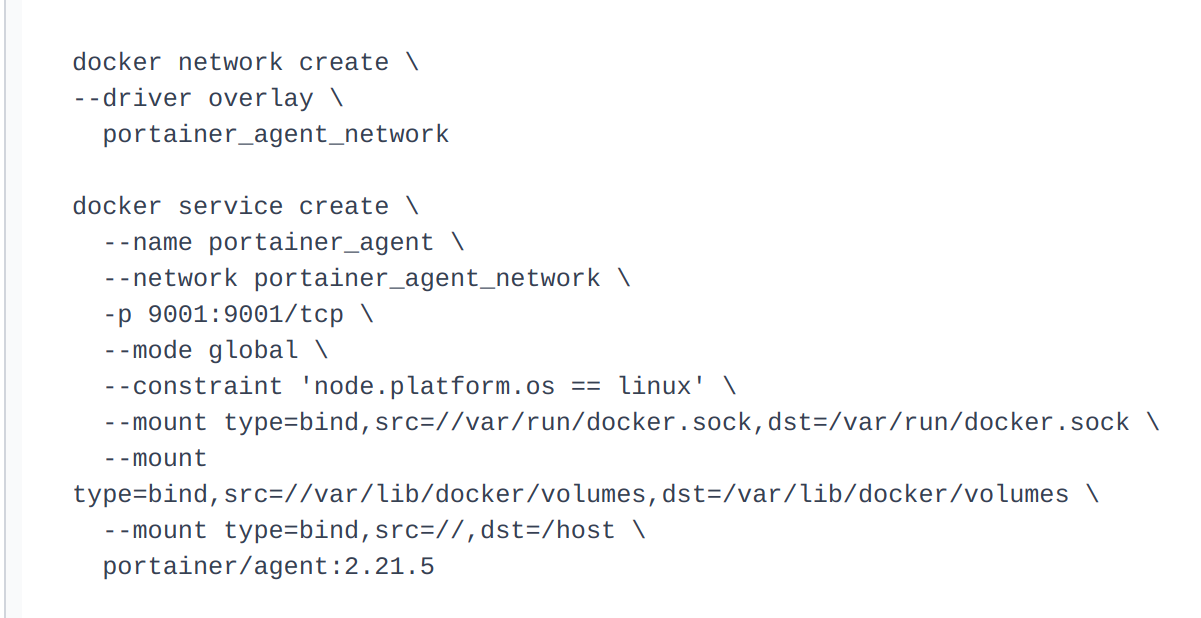 docker network create \
--driver overlay \
  portainer_agent_network

docker service create \
  --name portainer_agent \
  --network portainer_agent_network \
  -p 9001:9001/tcp \
  --mode global \
  --constraint 'node.platform.os == linux' \
  --mount type=bind,src=//var/run/docker.sock,dst=/var/run/docker.sock \
  --mount
type=bind,src=//var/lib/docker/volumes,dst=/var/lib/docker/volumes \
  --mount type=bind,src=//,dst=/host \
  portainer/agent:2.21.5